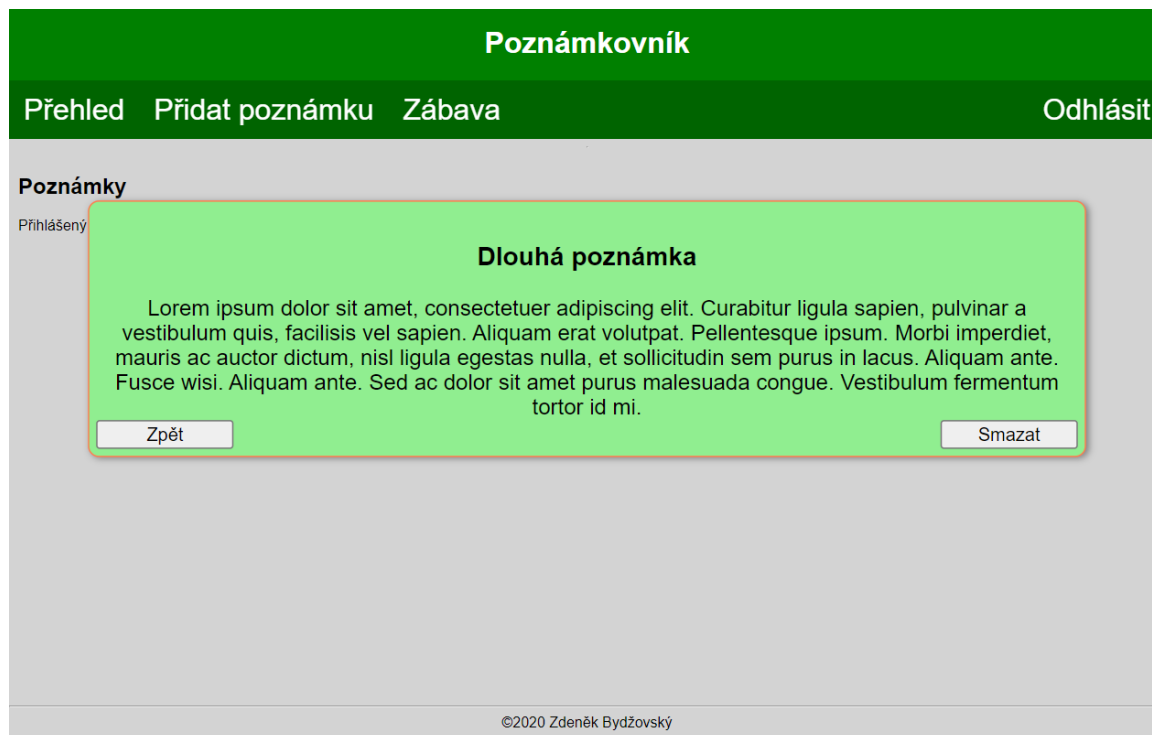 Poznámkovník
Přehled Přidat poznámku Zábava Odhlásit
Poznámky
Přihlášený
Dlouhá poznámka
Lorem ipsum dolor sit amet, consectetuer adipiscing elit. Curabitur ligula sapien, pulvinar a
vestibulum quis, facilisis vel sapien. Aliquam erat volutpat. Pellentesque ipsum. Morbi imperdiet,
mauris ac auctor dictum, nisl ligula egestas nulla, et sollicitudin sem purus in lacus. Aliquam ante.
Fusce wisi. Aliquam ante. Sed ac dolor sit amet purus malesuada congue. Vestibulum fermentum
tortor id mi.
Zpět Smazat
©2020 Zdeněk Bydžovský